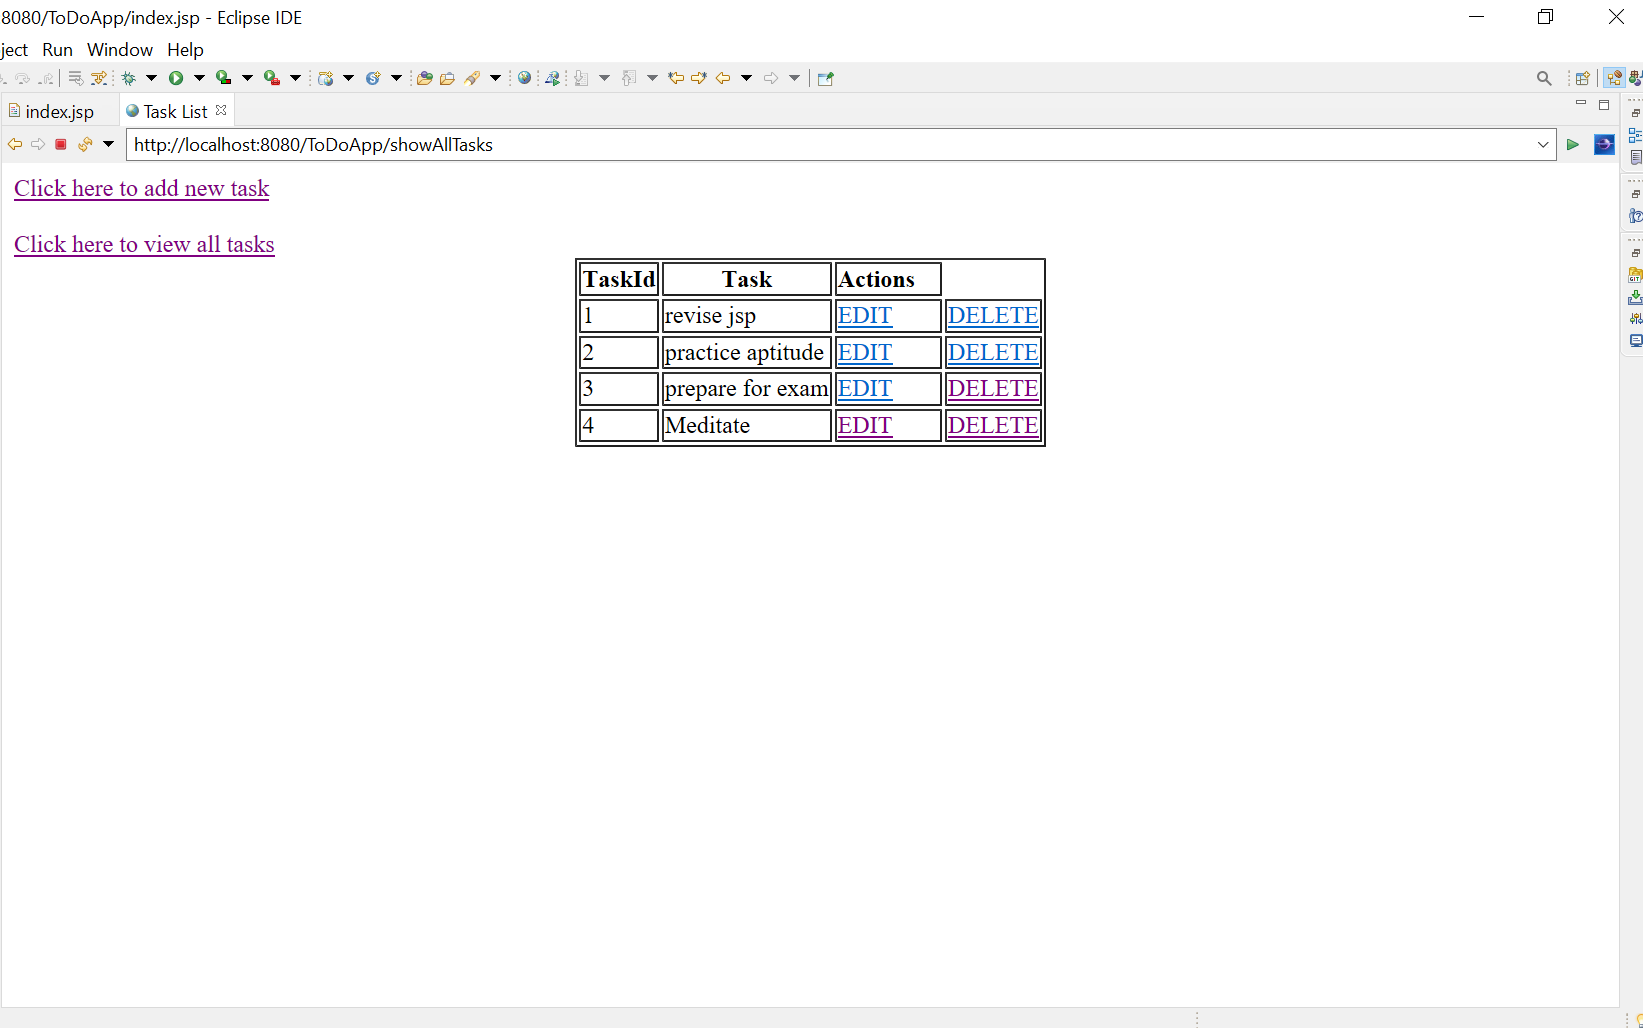 8080/ToDoApp/index.jsp - Eclipse IDE
ject Run Window Help
index.jsp Task List
http://localhost:8080/ToDoApp/showAllTasks
Click here to add new task
Click here to view all tasks
TaskId Task Actions
1 revise jsp EDIT DELETE
2 practice aptitude EDIT DELETE
3 prepare for exam EDIT DELETE
4 Meditate EDIT DELETE